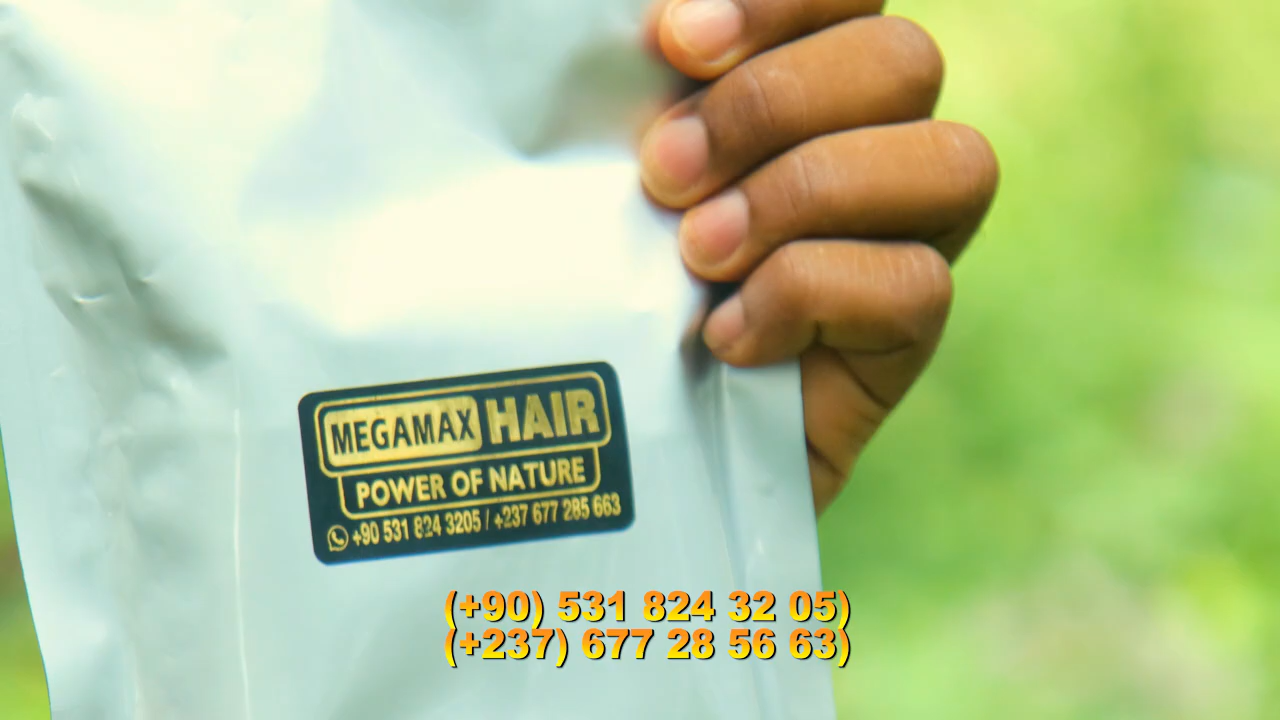 MEGAMAX HAIR
POWER OF NATURE
+90 531 824 3205 / +237 677 285 663
(+90) 531 824 32 05)
(+237) 677 28 56 63)